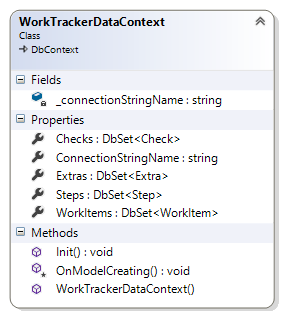 WorkTrackerDataContext
Class
DbContext
Fields
_connectionStringName : string
Properties
Checks : DbSet<Check>
ConnectionStringName : string
Extras : DbSet<Extra>
Steps : DbSet<Step>
WorkItems : DbSet<WorkItem>
Methods
Init() : void
OnModelCreating() : void
WorkTrackerDataContext()